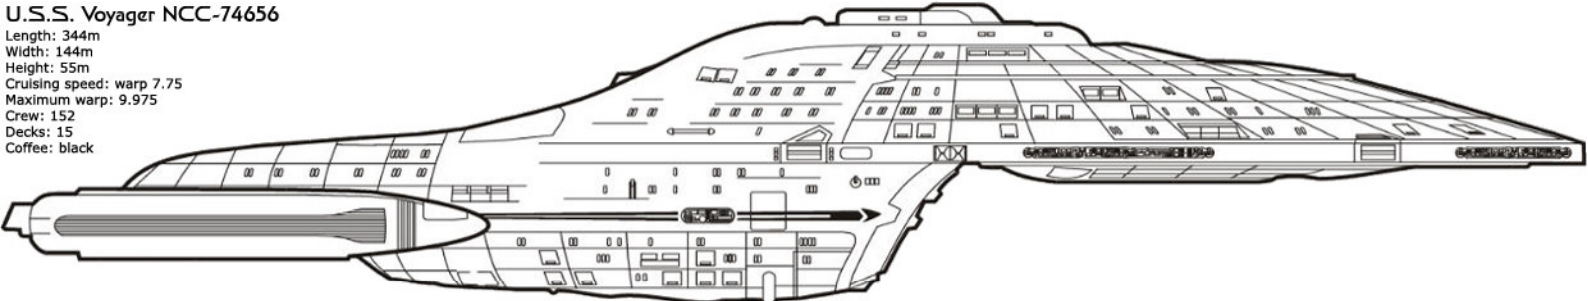 U.S.S. Voyager NCC-74656
Length: 344m
Width: 144m
Height: 55m
Cruising speed: warp 7.75
Maximum warp: 9.975
Crew: 152
Decks: 15
Coffee: black